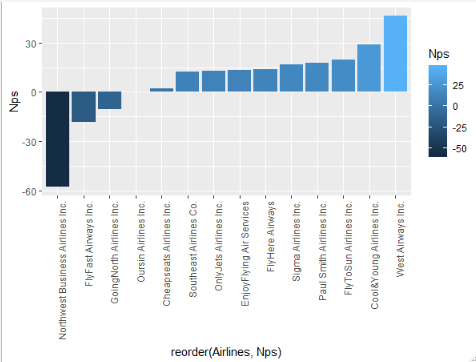 Nps
30
0
-30
-60
Northwest Business Airlines Inc.
FlyFast Airways Inc.
GoingNorth Airlines Inc.
Oursin Airlines Inc.
Cheapseats Airlines Inc.
Southeast Airlines Co.
OnlyJets Airlines Inc.
EnjoyFlying Air Services
FlyHere Airways
Sigma Airlines Inc.
Paul Smith Airlines Inc.
FlyToSun Airlines Inc.
Cool&Young Airlines Inc.
West Airways Inc.
reorder(Airlines, Nps)
Nps
25
0
-25
-50